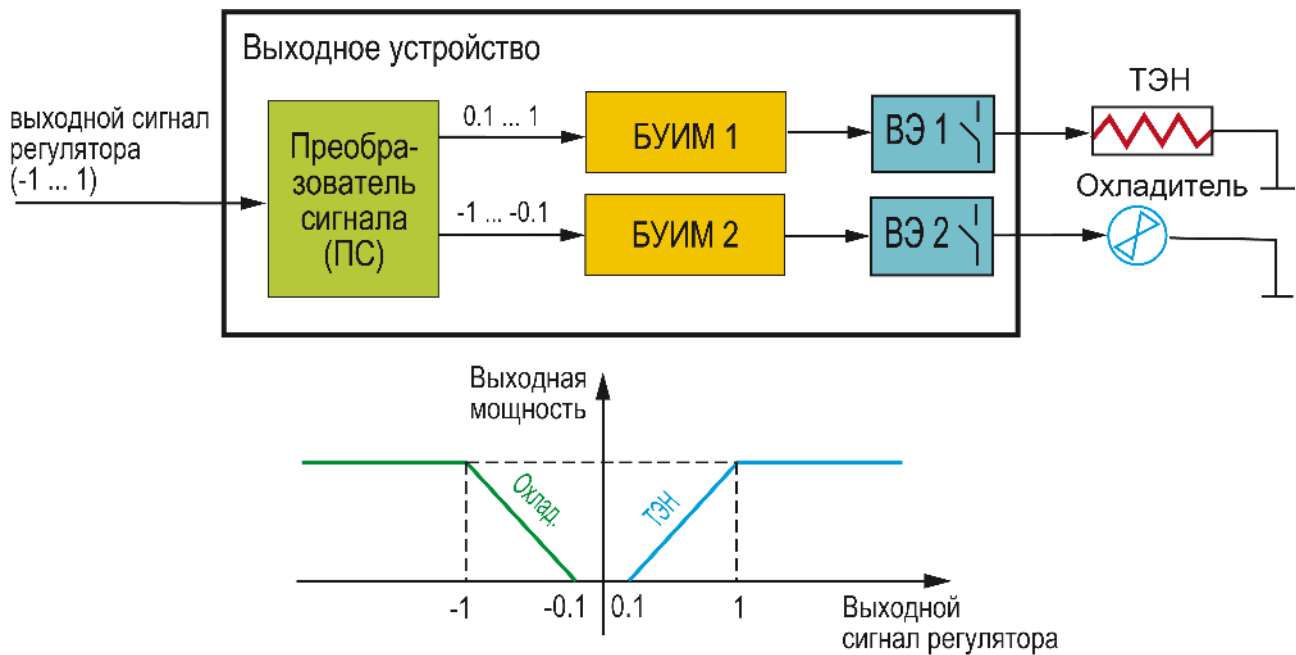 Выходное устройство
выходной сигнал
регулятора
(-1 ... 1)
Преобра-
зователь
сигнала
(ПС)
0.1 ... 1
-1 ... -0.1
БУИМ 1
БУИМ 2
ВЭ 1
ВЭ 2
ТЭН
Охладитель
Выходная
мощность
Охлад.
ТЭН
-1
-0.1
0.1
1
Выходной
сигнал регулятора